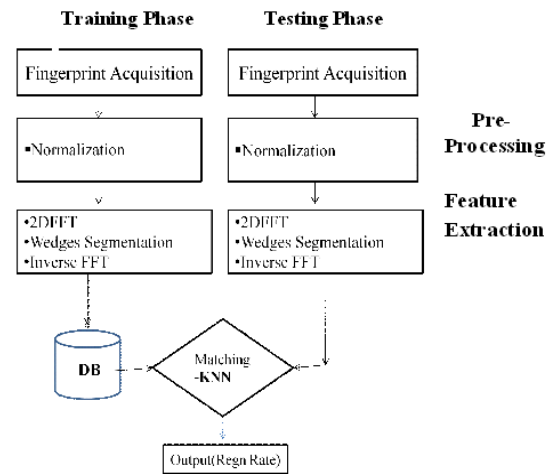 Training Phase
Testing Phase
Fingerprint Acquisition
Fingerprint Acquisition
▪Normalization
▪Normalization
Pre-
Processing
•2DFFT
•Wedges Segmentation
•Inverse FFT
•2DFFT
•Wedges Segmentation
•Inverse FFT
Feature
Extraction
DB
Matching
-KNN
Output(Regn Rate)